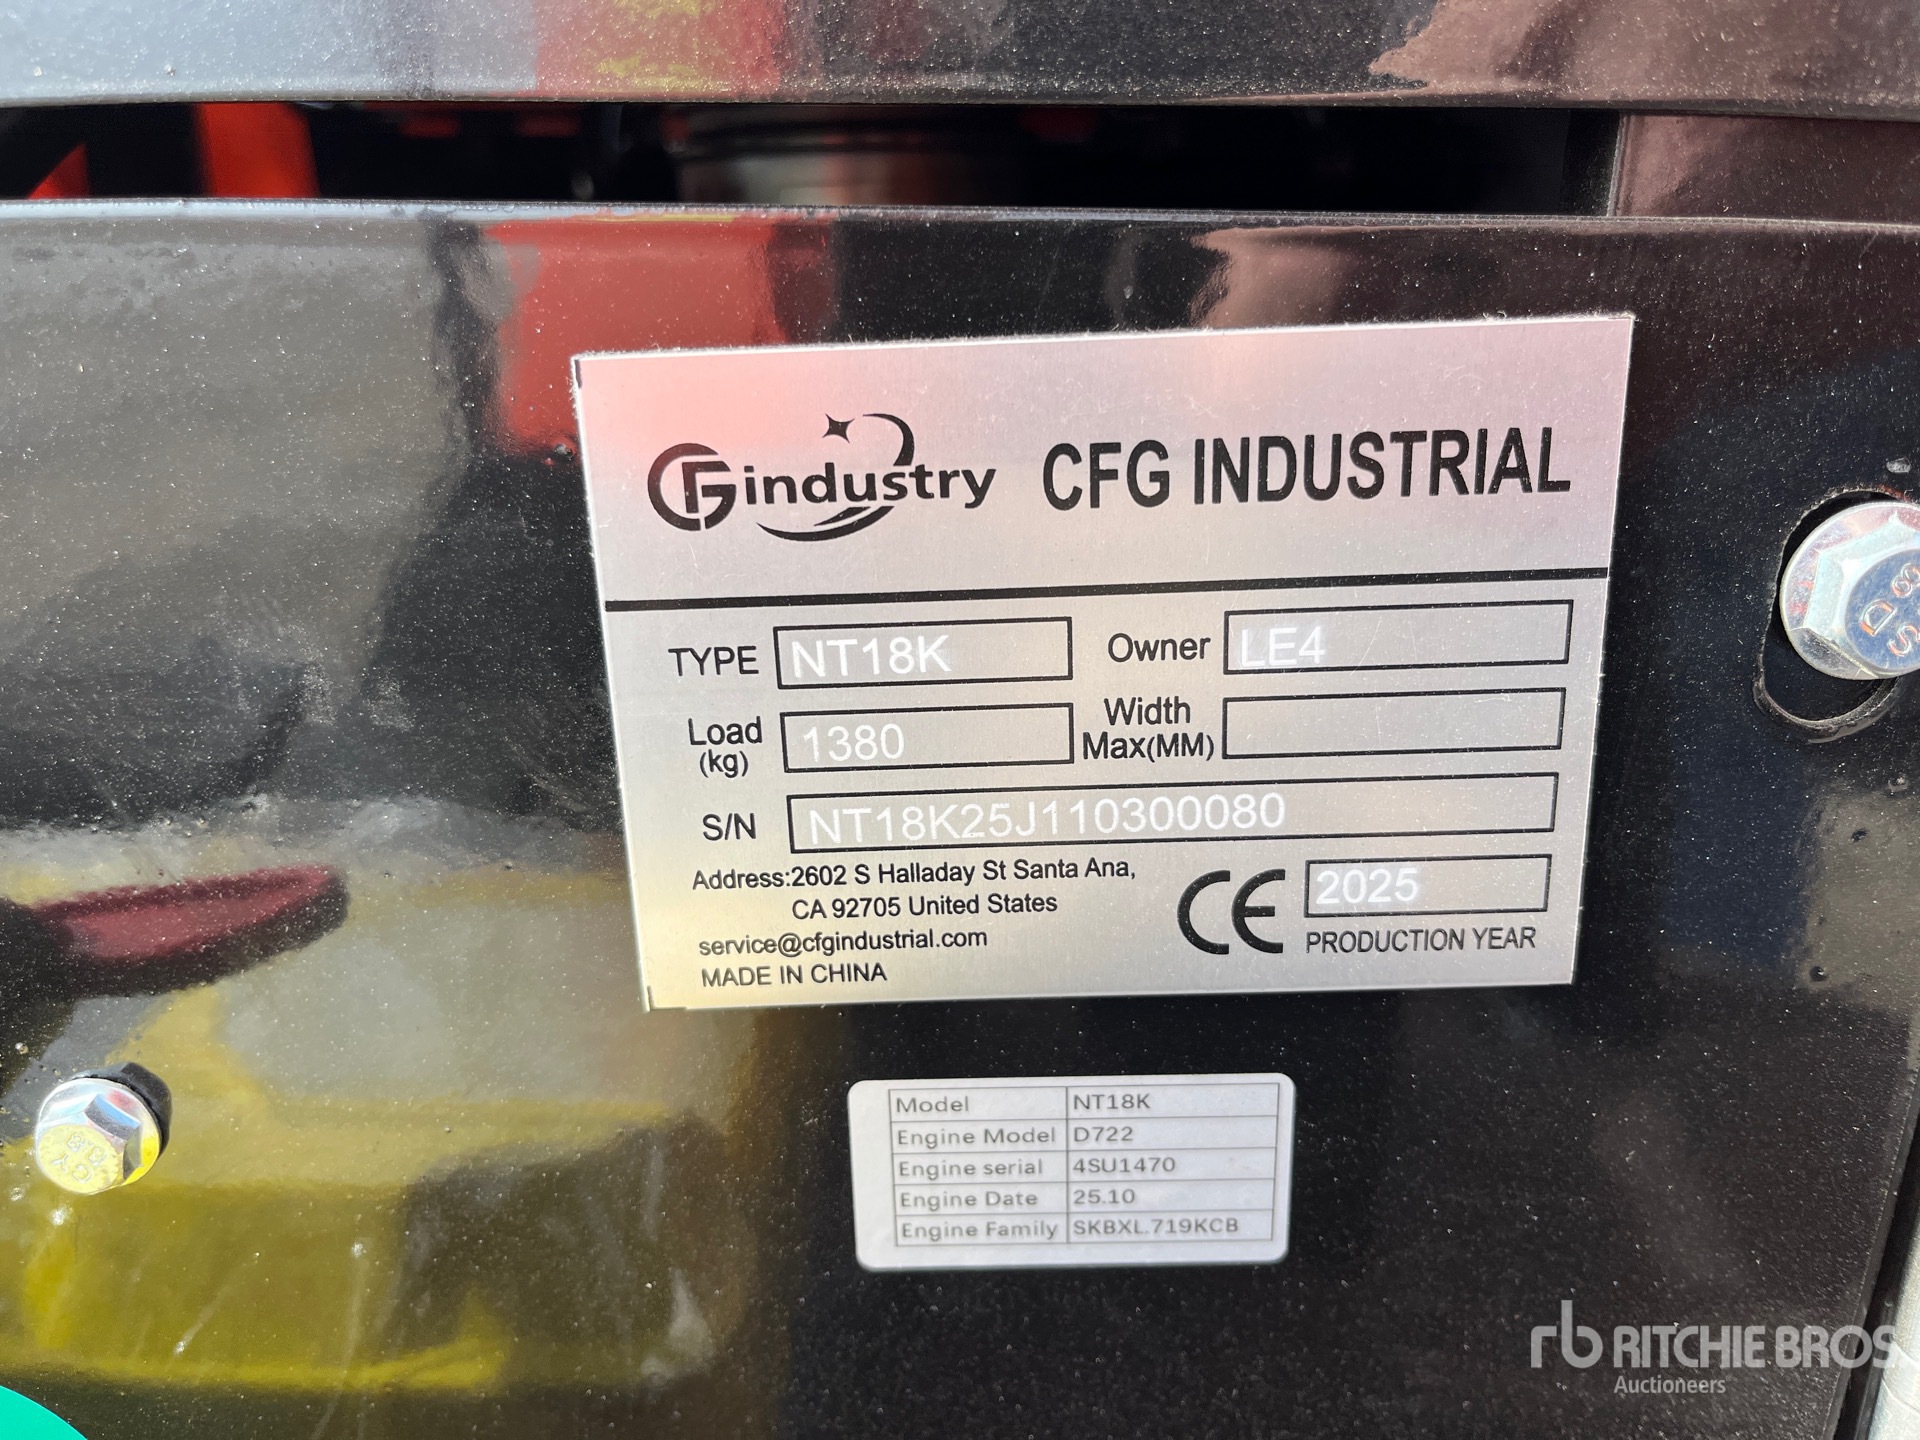 GFindustry CFG INDUSTRIAL
TYPE NT18K Owner LE4
Load (kg) 1380 Width Max(MM)
S/N NT18K25J110300080
Address:2602 S Halladay St Santa Ana,
CA 92705 United States
service@cfgindustrial.com
MADE IN CHINA
CE 2025
PRODUCTION YEAR
Model NT18K
Engine Model D722
Engine serial 4SU1470
Engine Date 25.10
Engine Family SKBXL.719KCB
rb RITCHIE BROS
Auctioneers